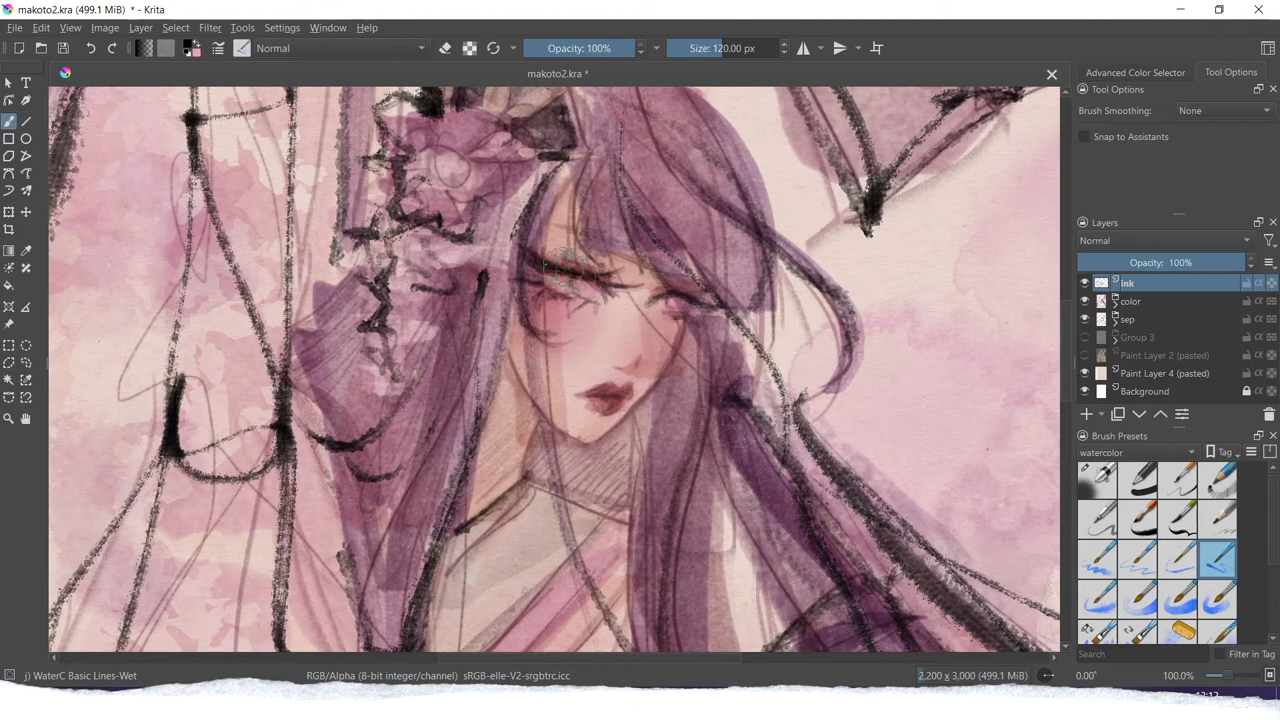 makoto2.kra (499.1 MiB) * - Krita
File Edit View Image Layer Select Filter Tools Settings Window Help
Normal
Opacity: 100%
Size: 120.00 px
makoto2.kra *
Advanced Color Selector
Tool Options
Tool Options
Brush Smoothing: None
Snap to Assistants
Layers
Normal
Opacity: 100%
ink
color
sep
Group 3
Paint Layer 2 (pasted)
Paint Layer 4 (pasted)
Background
Brush Presets
watercolor
Tag
Search
Filter in Tag
j) WaterC Basic Lines-Wet
RGB/Alpha (8-bit integer/channel) sRGB-elle-V2-srgbtrc.icc
2,200 x 3,000 (499.1 MiB)
0.00°
100.0%